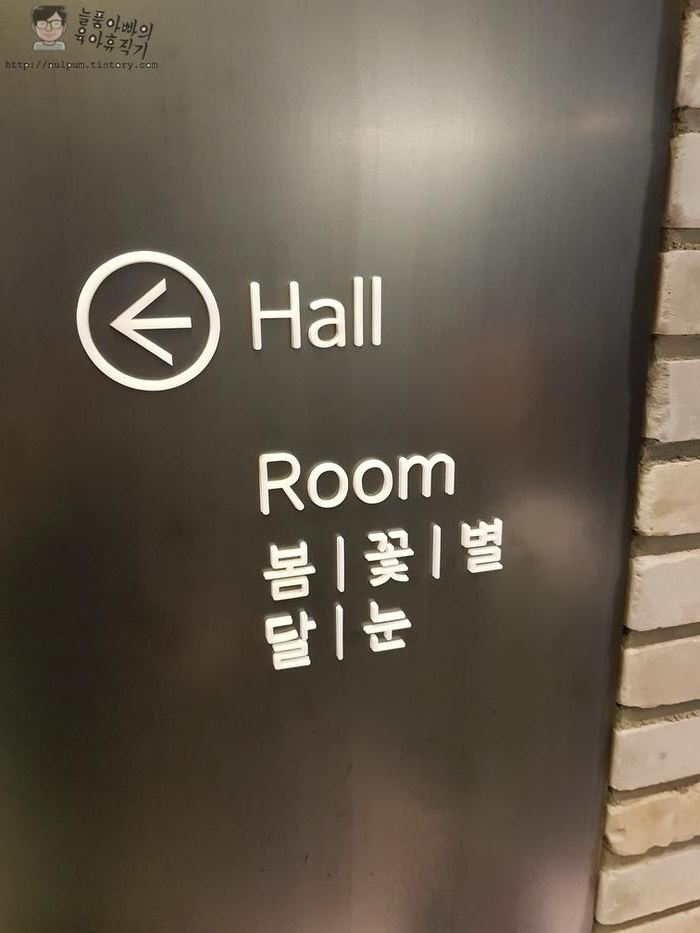 늘품아빠의
육아휴직기
http://nulpum.tistory.com
Hall
Room
봄 | 꽃 | 별
달 | 눈